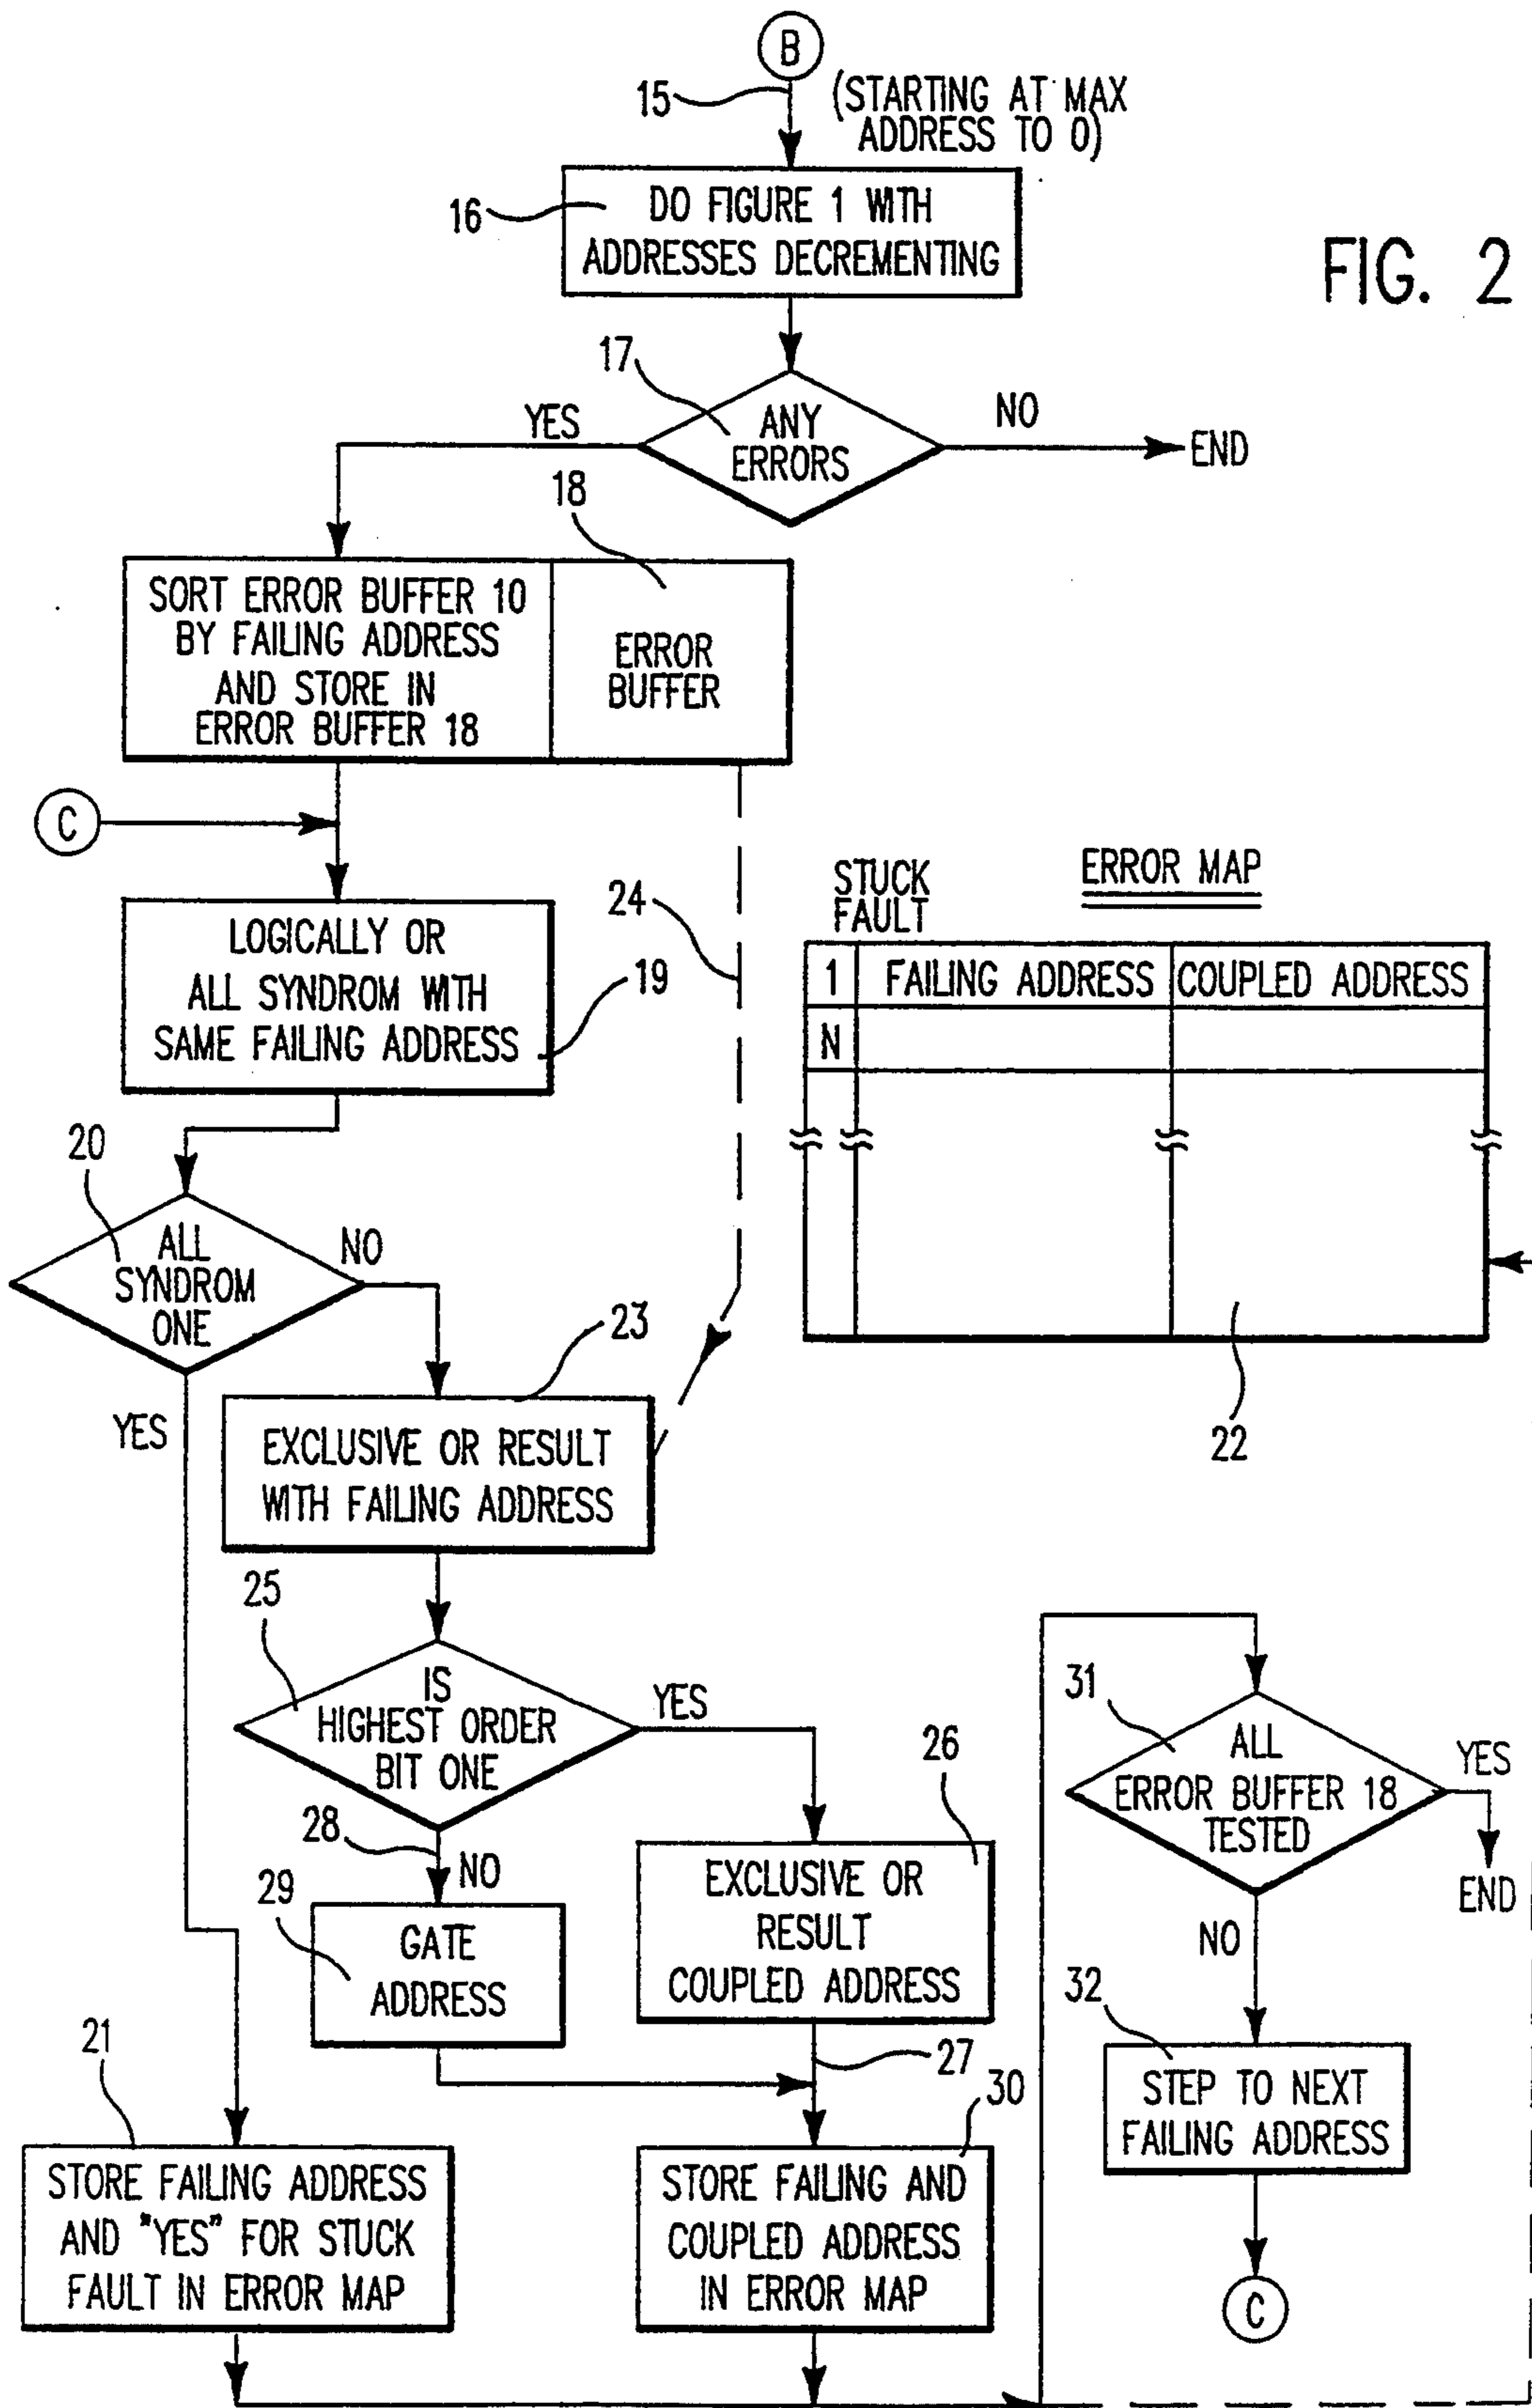 B
15
(STARTING AT MAX
ADDRESS TO 0)
16
DO FIGURE 1 WITH
ADDRESSES DECREMENTING
FIG. 2
17
YES
ANY
ERRORS
NO
END
18
SORT ERROR BUFFER 10
BY FAILING ADDRESS
AND STORE IN
ERROR BUFFER 18
ERROR
BUFFER
C
LOGICALLY OR
ALL SYNDROM WITH
SAME FAILING ADDRESS
19
24
STUCK
FAULT
ERROR MAP
1
FAILING ADDRESS
COUPLED ADDRESS
N
22
20
ALL
SYNDROM
ONE
NO
YES
23
EXCLUSIVE OR RESULT
WITH FAILING ADDRESS
25
IS
HIGHEST ORDER
BIT ONE
YES
28
NO
29
GATE
ADDRESS
26
EXCLUSIVE OR
RESULT
COUPLED ADDRESS
27
21
STORE FAILING ADDRESS
AND "YES" FOR STUCK
FAULT IN ERROR MAP
30
STORE FAILING AND
COUPLED ADDRESS
IN ERROR MAP
31
ALL
ERROR BUFFER 18
TESTED
YES
END
NO
32
STEP TO NEXT
FAILING ADDRESS
C